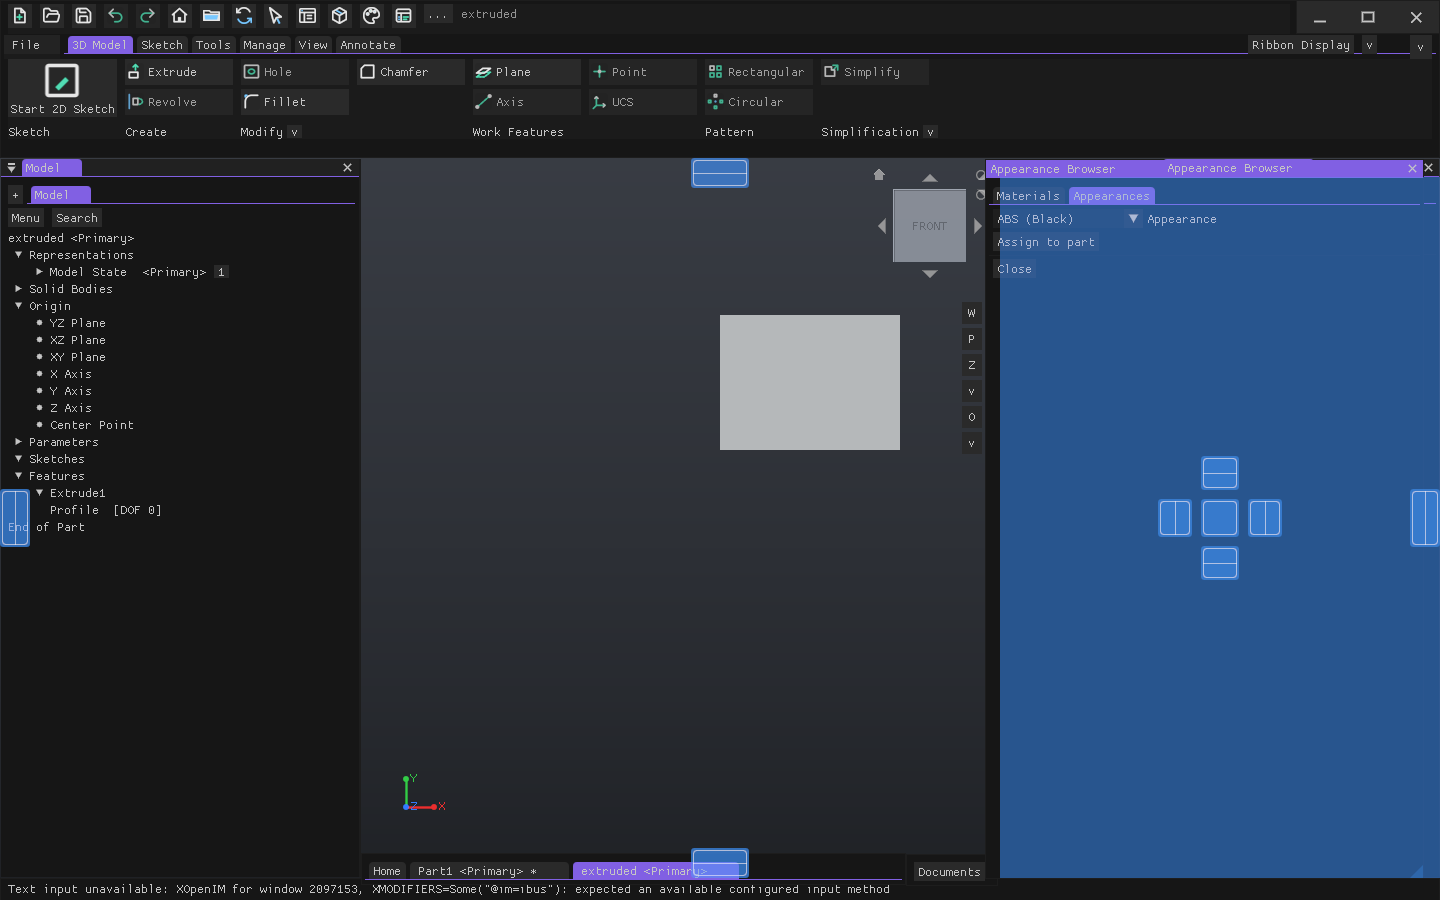 ... extruded
File 3D Model Sketch Tools Manage View Annotate Ribbon Display v v
Start 2D Sketch Extrude Hole Chamfer Plane Point Rectangular Simplify
Revolve Fillet Axis UCS Circular
Sketch Create Modify v Work Features Pattern Simplification v
Model Appearance Browser Appearance Browser
+ Model Materials Appearances
Menu Search ABS (Black) Appearance
FRONT
extruded <Primary> Assign to part
Representations
Model State <Primary> 1 Close
Solid Bodies
Origin
YZ Plane
XZ Plane
XY Plane
X Axis
Y Axis
Z Axis
Center Point
Parameters
Sketches
Features
Extrude1
Profile [DOF 0]
End of Part
W
P
Z
v
O
v
Y
Z X
Home Part1 <Primary> * extruded <Primary> Documents
Text input unavailable: XOpenIM for window 2097153, XMODIFIERS=Some("@im=ibus"): expected an available configured input method